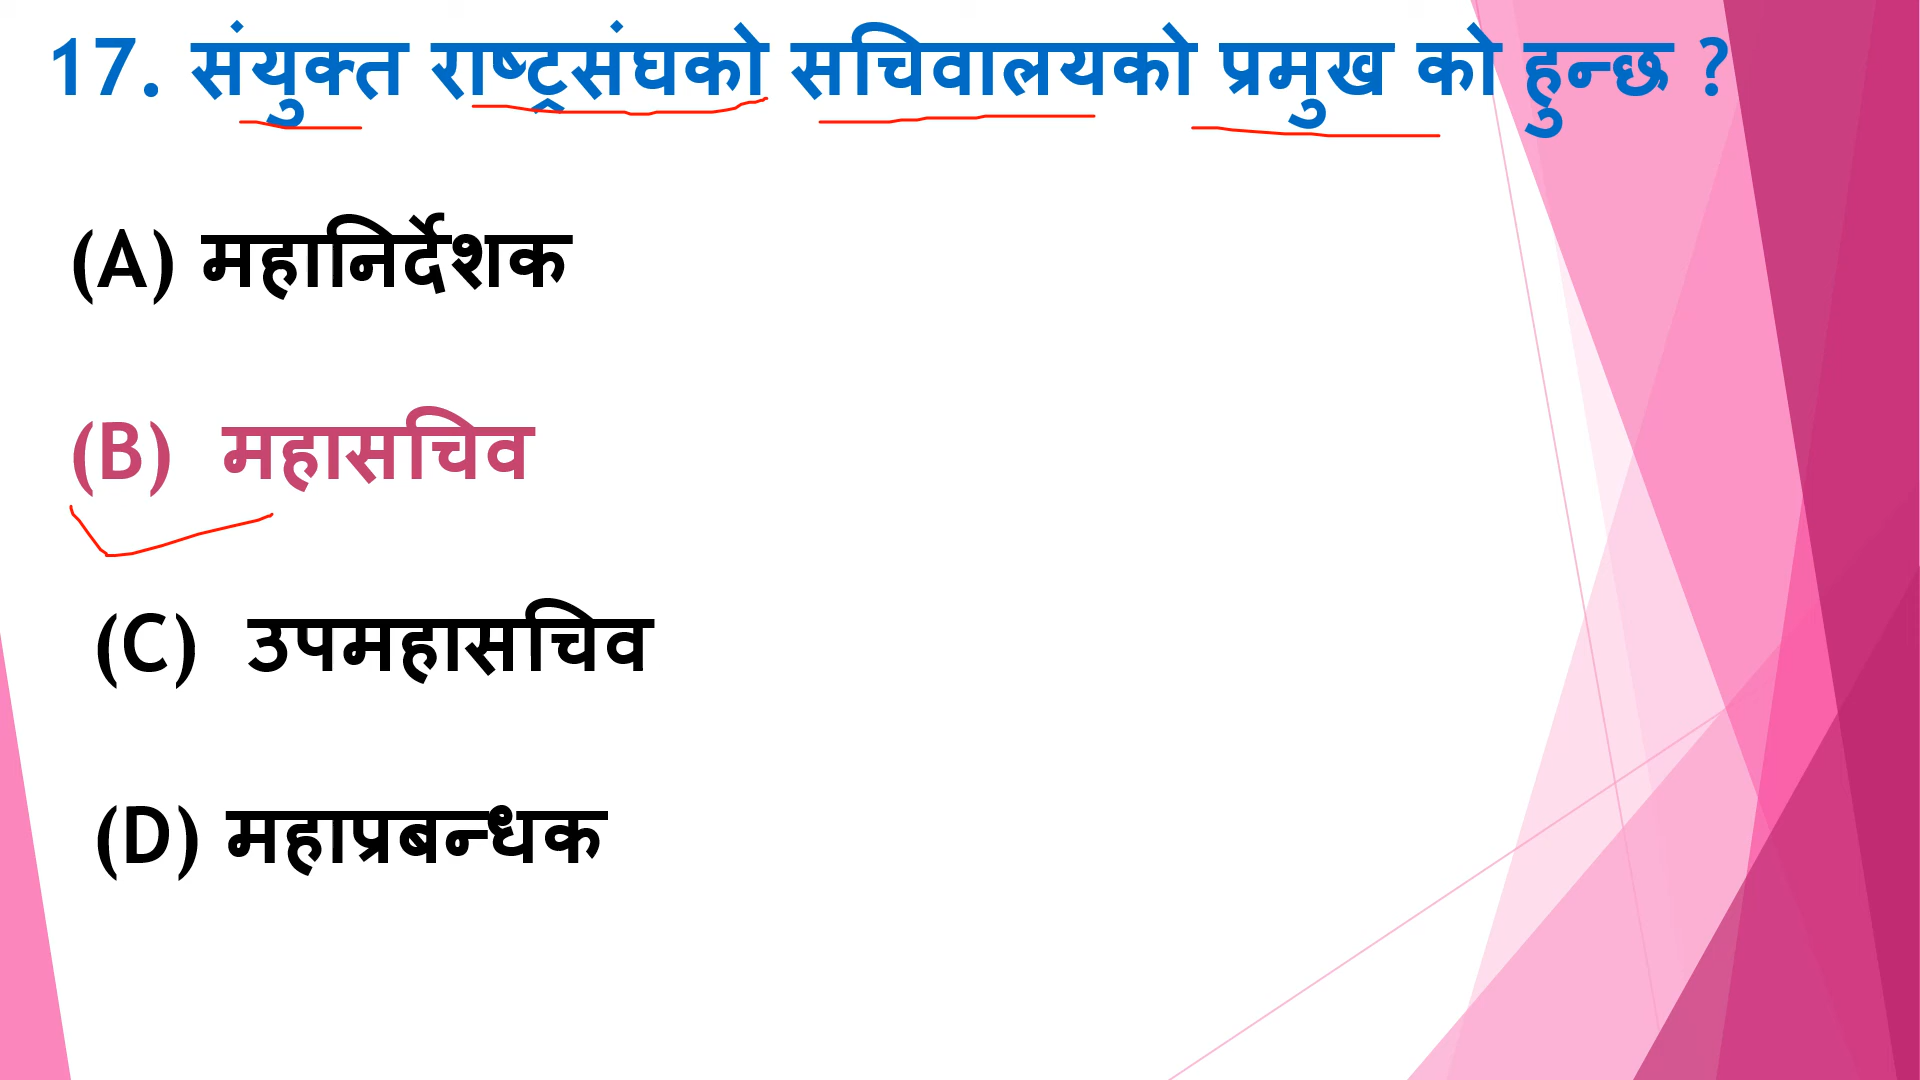 17. संयुक्त राष्ट्रसंघको सचिवालयको प्रमुख को हुन्छ ?
(A) महानिर्देशक
(B) महासचिव
(C) उपमहासचिव
(D) महाप्रबन्धक